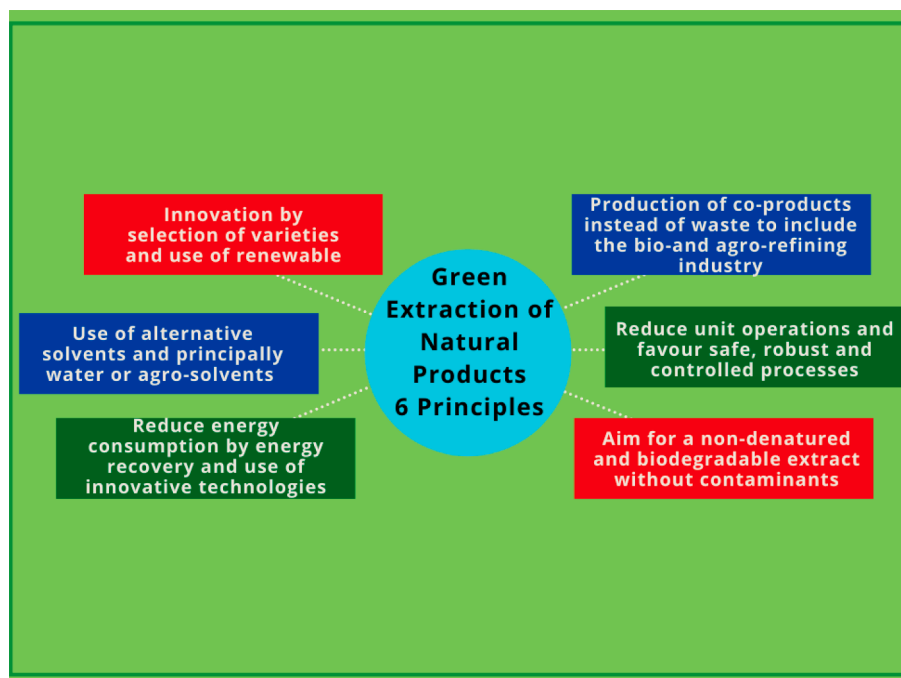 Innovation by
selection of varieties
and use of renewable
Use of alternative
solvents and principally
water or agro-solvents
Reduce energy
consumption by energy
recovery and use of
innovative technologies
Green
Extraction of
Natural
Products
6 Principles
Production of co-products
instead of waste to include
the bio-and agro-refining
industry
Reduce unit operations and
favour safe, robust and
controlled processes
Aim for a non-denatured
and biodegradable extract
without contaminants